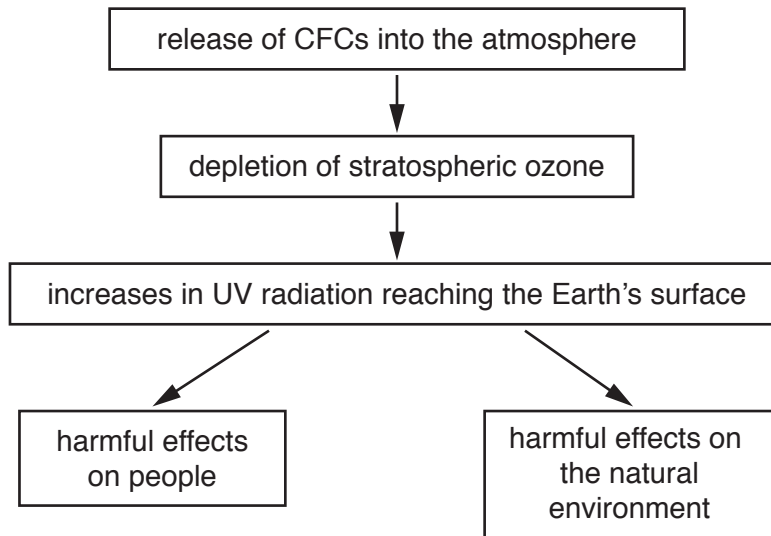 release of CFCs into the atmosphere
depletion of stratospheric ozone
increases in UV radiation reaching the Earth’s surface
harmful effects
on people
harmful effects on
the natural
environment